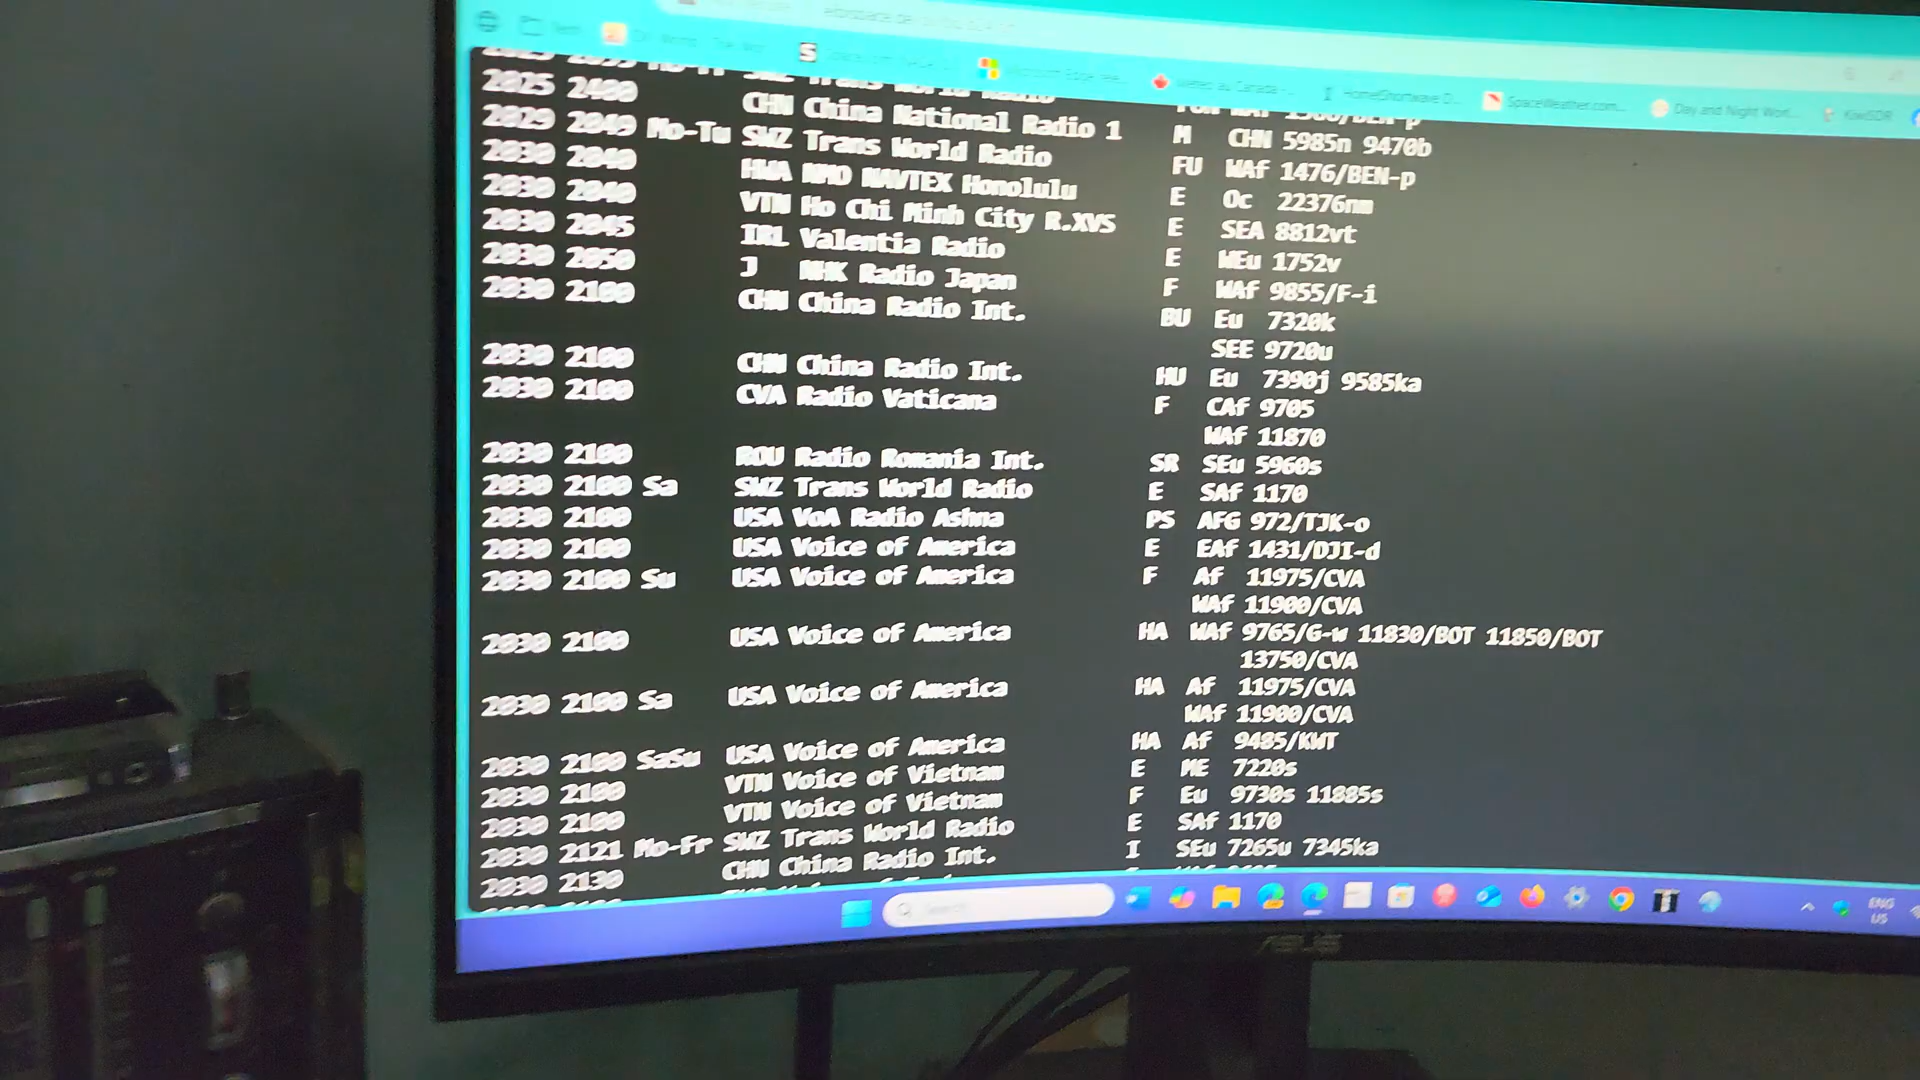 SpaceWeather.com...
Day and Night Worl...
KiwiSDR
2025 2400 CHN China National Radio 1 M CHN 5985n 9470b
2029 2049 Mo-Tu SWZ Trans World Radio FU WAf 1476/BEN-p
2030 2040 HWA NMO NAVTEX Honolulu E Oc 22376nm
2030 2040 VTN Ho Chi Minh City R.XVS E SEA 8812vt
2030 2045 IRL Valentia Radio E WEu 1752v
2030 2050 J NHK Radio Japan F WAf 9855/F-i
2030 2100 CHN China Radio Int. BU Eu 7320k
SEE 9720u
2030 2100 CHN China Radio Int. HU Eu 7390j 9585ka
2030 2100 CVA Radio Vaticana F CAf 9705
WAf 11870
2030 2100 ROU Radio Romania Int. SR SEu 5960s
2030 2100 Sa SWZ Trans World Radio E SAf 1170
2030 2100 USA VoA Radio Ashna PS AFG 972/TJK-o
2030 2100 USA Voice of America E EAf 1431/DJI-d
2030 2100 Su USA Voice of America F Af 11975/CVA
WAf 11900/CVA
2030 2100 USA Voice of America HA WAf 9765/G-w 11830/BOT 11850/BOT
13750/CVA
2030 2100 Sa USA Voice of America HA Af 11975/CVA
WAf 11900/CVA
2030 2100 SaSu USA Voice of America HA Af 9485/KWT
2030 2100 VTN Voice of Vietnam E ME 7220s
2030 2100 VTN Voice of Vietnam F Eu 9730s 11885s
2030 2121 Mo-Fr SWZ Trans World Radio E SAf 1170
2030 2130 CHN China Radio Int. I SEu 7265u 7345ka
Search
ENG
US
ASUS